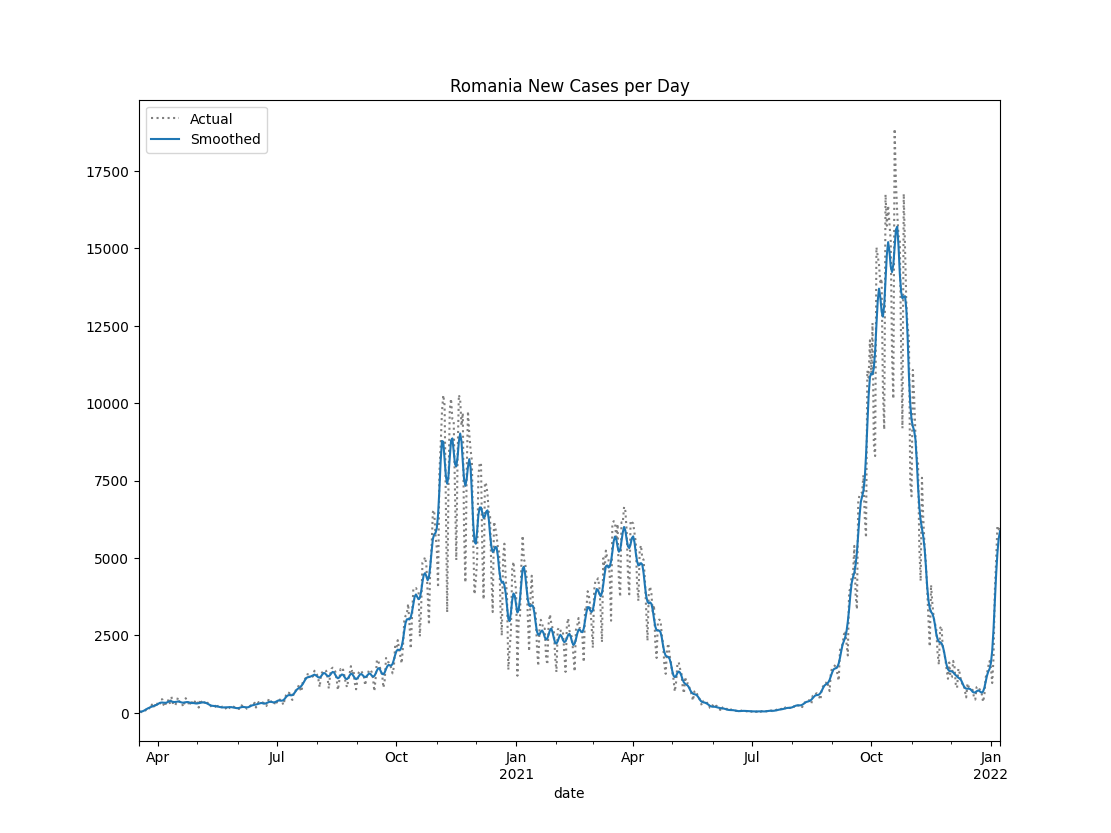 Romania New Cases per Day
Actual
Smoothed
17500
15000
12500
10000
7500
5000
2500
0
Apr
Jul
Oct
Jan
2021
Apr
Jul
Oct
Jan
2022
date